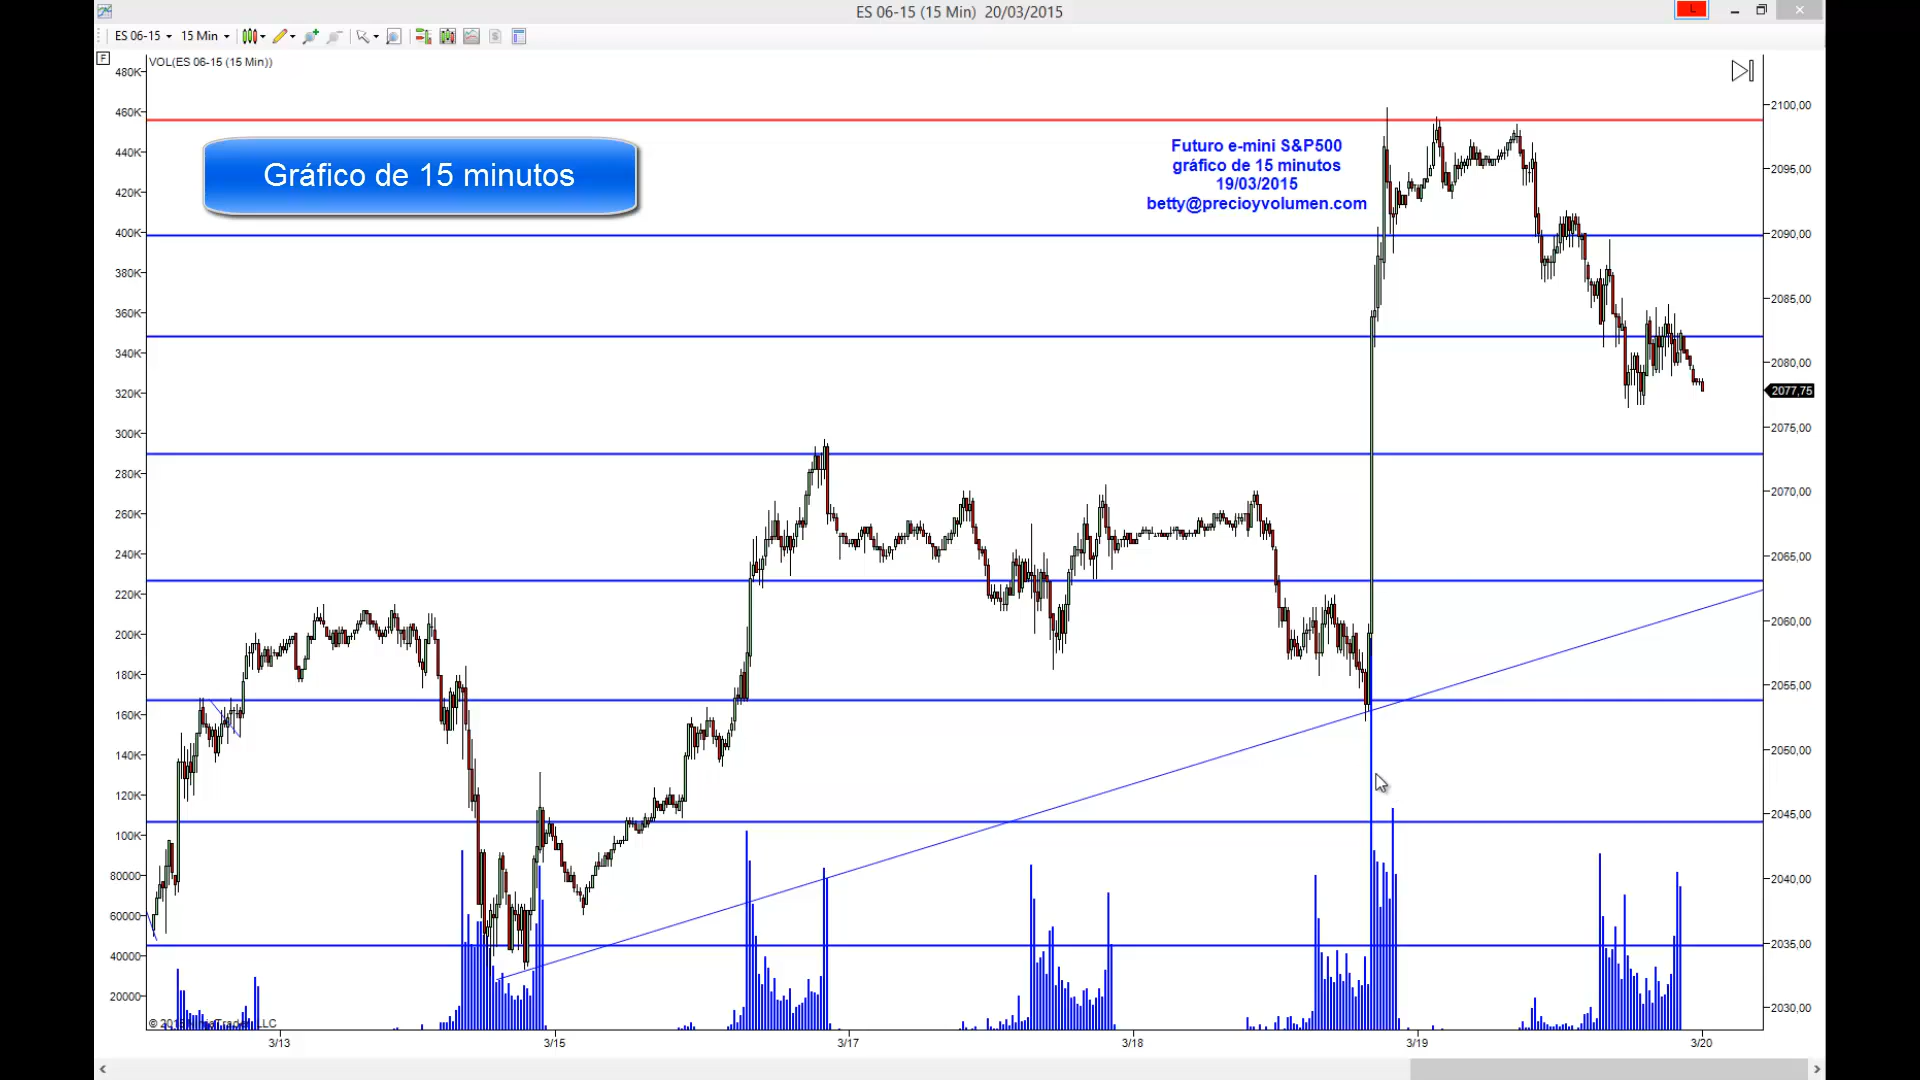 ES 06-15 (15 Min)  20/03/2015
L
ES 06-15
15 Min
F
VOL(ES 06-15 (15 Min))
480K
460K
440K
420K
400K
380K
360K
340K
320K
300K
280K
260K
240K
220K
200K
180K
160K
140K
120K
100K
80000
60000
40000
20000
Gráfico de 15 minutos
Futuro e-mini S&P500
gráfico de 15 minutos
19/03/2015
betty@precioyvolumen.com
2100,00
2095,00
2090,00
2085,00
2080,00
2077,75
2075,00
2070,00
2065,00
2060,00
2055,00
2050,00
2045,00
2040,00
2035,00
2030,00
LLC
3/13
3/15
3/17
3/18
3/19
3/20